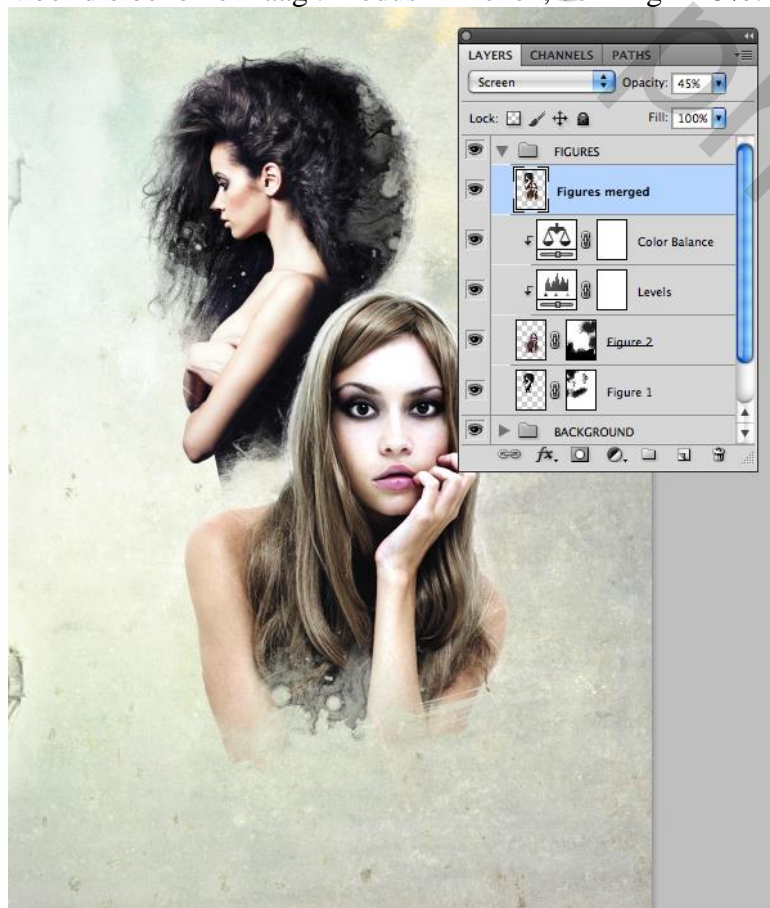 LAYERS CHANNELS PATHS
Screen Opacity: 45%
Lock: Fill: 100%
FIGURES
Figures merged
Color Balance
Levels
Figure 2
Figure 1
BACKGROUND
fx.